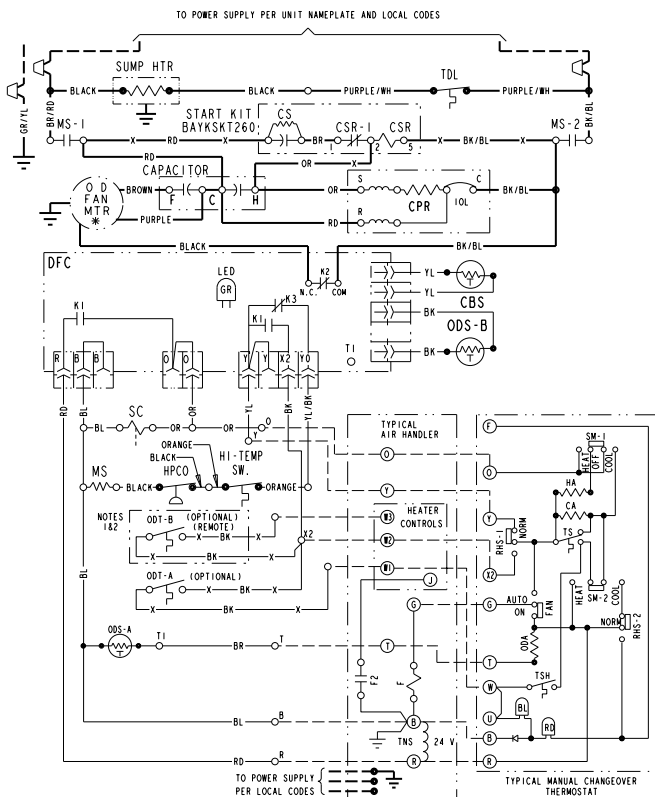 TO POWER SUPPLY PER UNIT NAMEPLATE AND LOCAL CODES
SUMP HTR
TDL
BLACK
BLACK
PURPLE/WH
PURPLE/WH
GR/YL
BR/RD
BK/BL
START KIT
BAYKSKT260
CS
MS-1
CSR-1
CSR
MS-2
X
RD
X
BR
1
2
5
X
BK/BL
X
RD
OR
X
CAPACITOR
O D
FAN
MTR
*
BROWN
F
C
H
OR
S
C
BK/BL
CPR
IOL
PURPLE
RD
R
BLACK
BK/BL
DFC
LED
GR
K2
N.C.
COM
YL
YL
CBS
BK
ODS-B
BK
K1
K3
K1
T1
R
B
B
O
O
Y
Y
X2
YO
RD
BL
OR
YL
BK
YL/BK
SC
BL
OR
OR
O
Y
ORANGE
BLACK
HI-TEMP
SW.
MS
BLACK
HPCO
ORANGE
NOTES
1&2
ODT-B
(OPTIONAL)
(REMOTE)
X
BK
X
X2
ODT-A
(OPTIONAL)
X
BK
X
BL
ODS-A
T1
BR
T
BL
B
RD
R
TYPICAL
AIR HANDLER
O
Y
W3
HEATER
CONTROLS
W2
W1
J
G
T
F2
F
B
TNS
24 V
R
TO POWER SUPPLY
PER LOCAL CODES
F
SM-1
HEAT
OFF
COOL
O
HA
CA
Y
NORM
RHS-1
TS
X2
HEAT
SM-2
COOL
G
AUTO
ON
FAN
NORM
RHS-2
ODA
T
TSH
W
BL
U
RD
B
R
TYPICAL MANUAL CHANGEOVER
THERMOSTAT